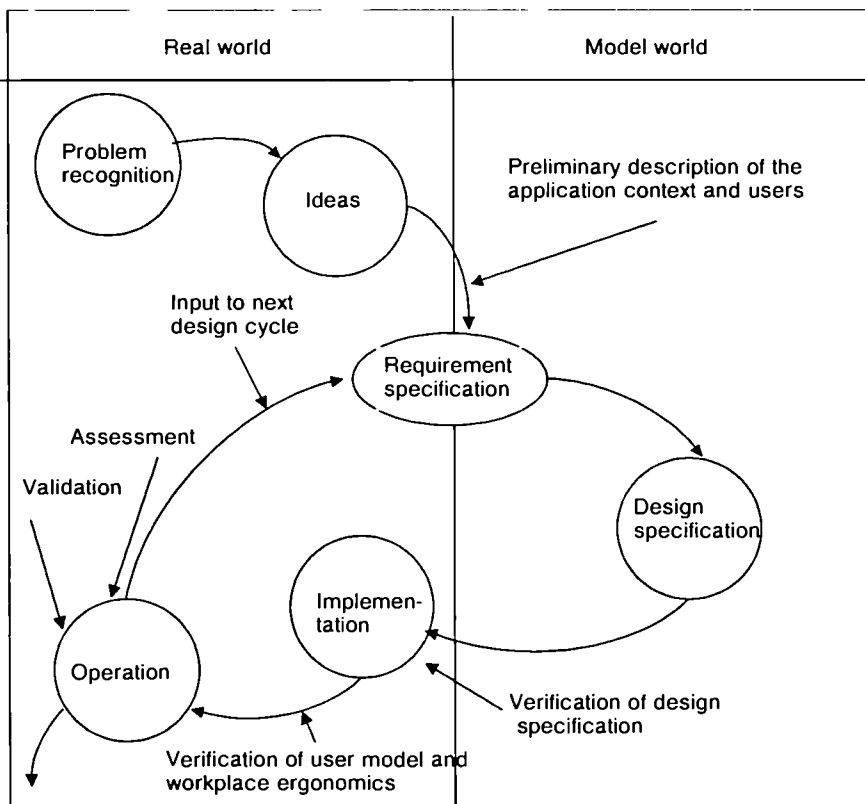 Real world
Model world
Problem
recognition
Ideas
Preliminary description of the
application context and users
Input to next
design cycle
Requirement
specification
Assessment
Validation
Design
specification
Implemen-
tation
Operation
Verification of design
specification
Verification of user model and
workplace ergonomics